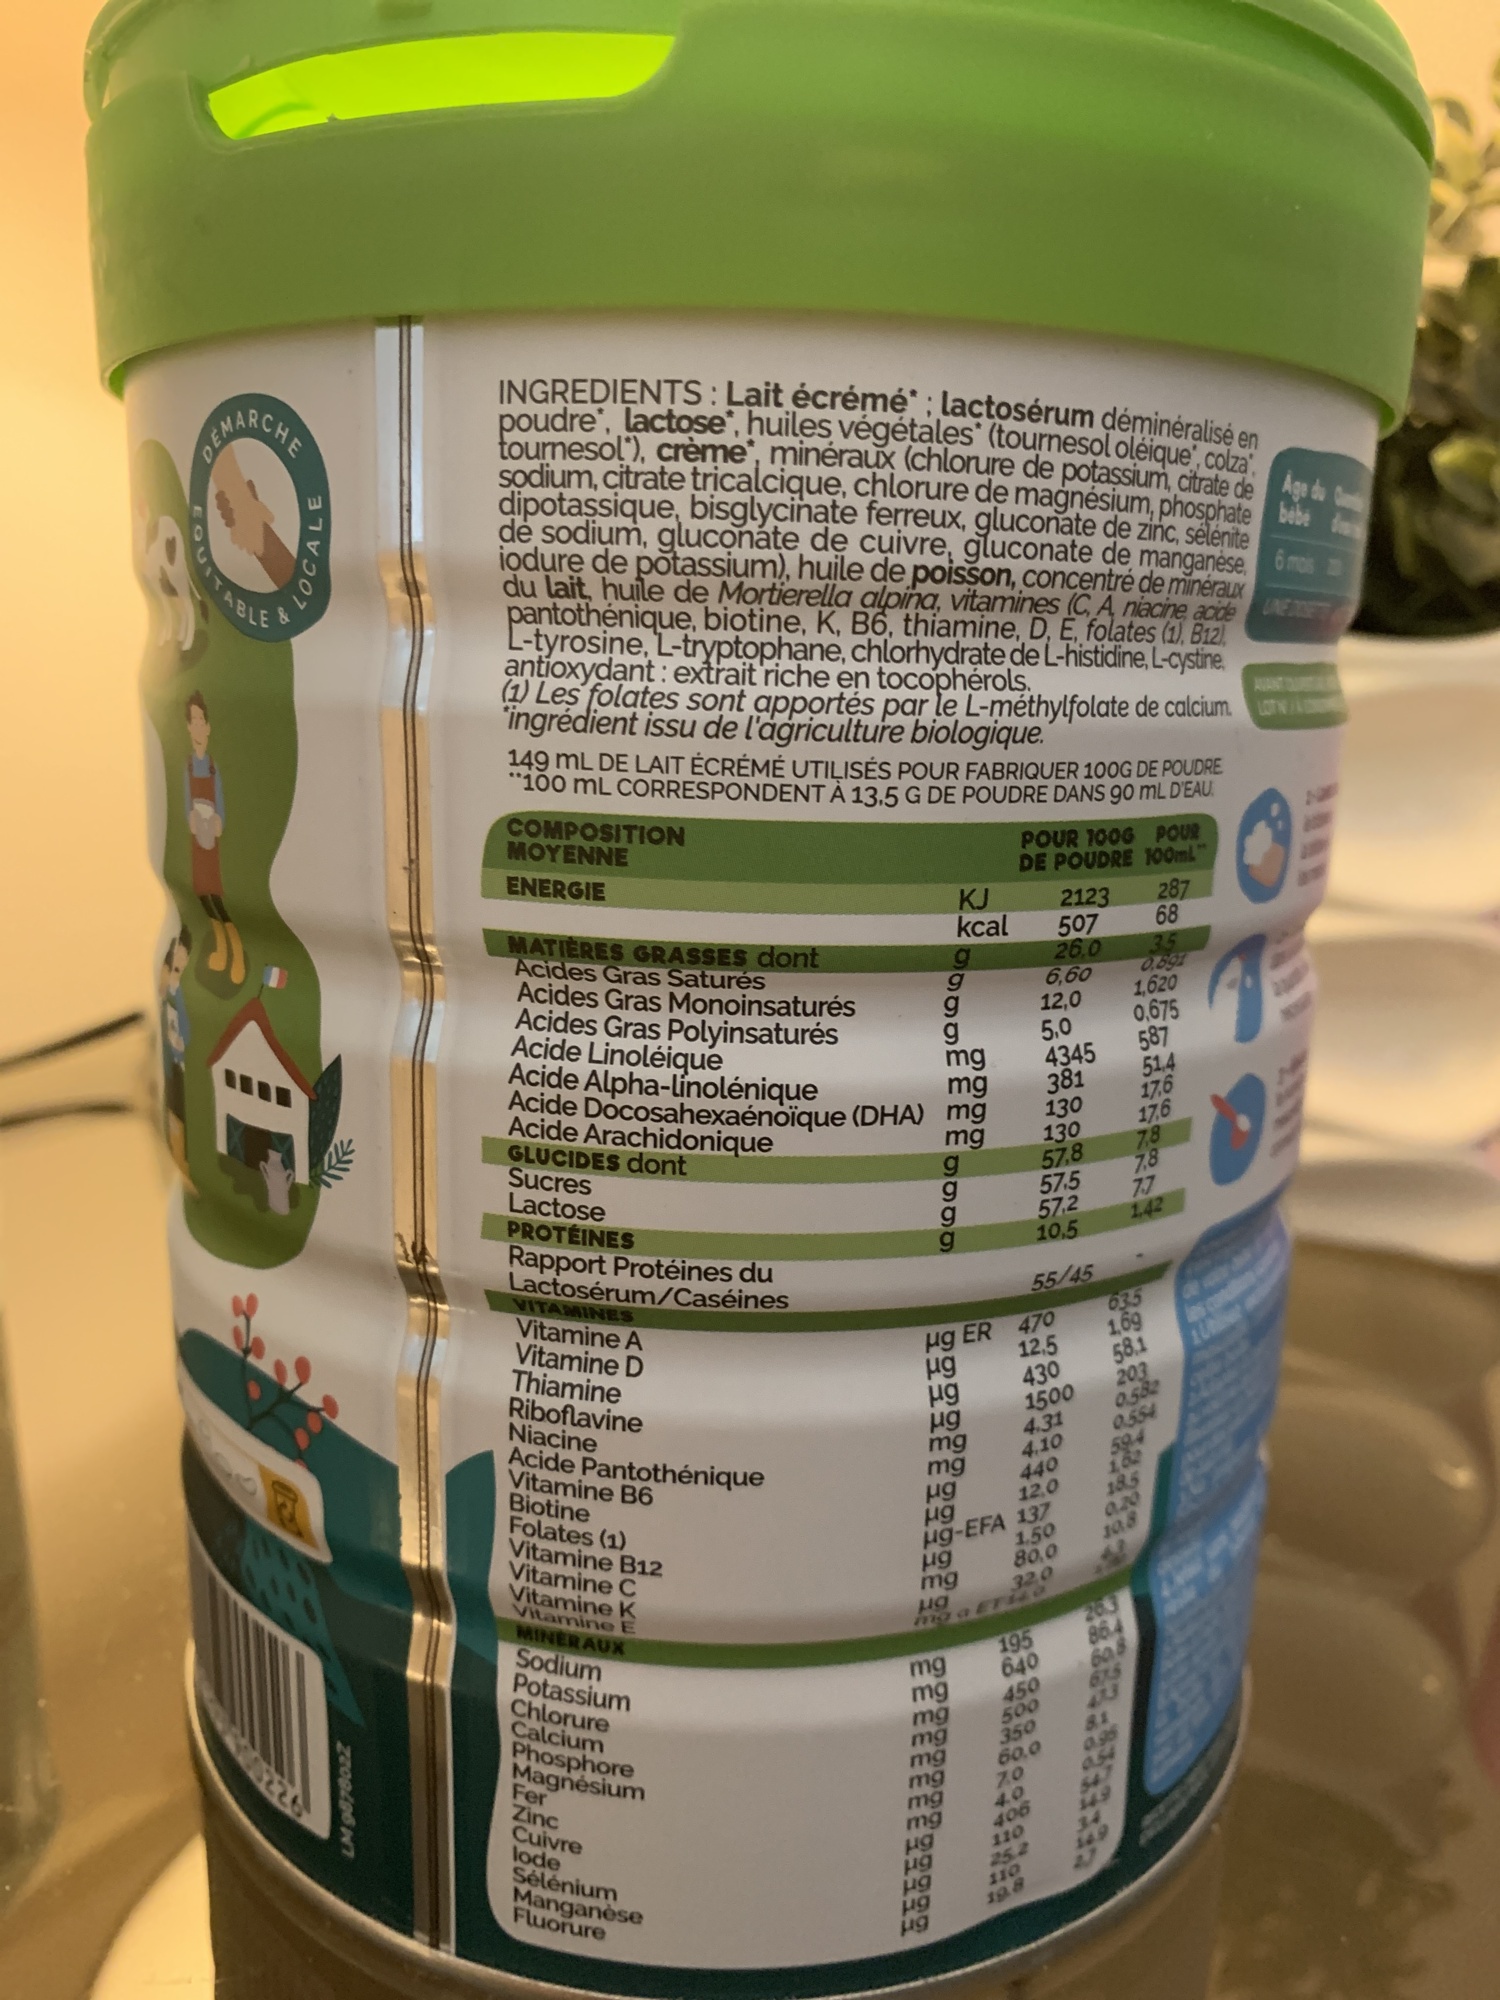 DÉMARCHE
EQUITABLE & LOCALE
INGREDIENTS : Lait écrémé* ; lactosérum déminéralisé en
poudre*, lactose*, huiles végétales* (tournesol oléique*, colza*,
tournesol*), crème*, minéraux (chlorure de potassium, citrate de
sodium, citrate tricalcique, chlorure de magnésium, phosphate
dipotassique, bisglycinate ferreux, gluconate de zinc, sélénite
de sodium, gluconate de cuivre, gluconate de manganèse,
iodure de potassium), huile de poisson, concentré de minéraux
du lait, huile de Mortierella alpina, vitamines (C, A, niacine, acide
pantothénique, biotine, K, B6, thiamine, D, E, folates (1), B12),
L-tyrosine, L-tryptophane, chlorhydrate de L-histidine, L-cystine,
antioxydant : extrait riche en tocophérols.
(1) Les folates sont apportés par le L-méthylfolate de calcium.
*ingrédient issu de l'agriculture biologique.
149 mL DE LAIT ÉCRÉMÉ UTILISÉS POUR FABRIQUER 100G DE POUDRE
**100 mL CORRESPONDENT À 13,5 G DE POUDRE DANS 90 mL D'EAU.
COMPOSITION MOYENNE POUR 100G DE POUDRE POUR 100mL**
ENERGIE KJ 2123 287
kcal 507 68
MATIÈRES GRASSES dont g 26,0 3,5
Acides Gras Saturés g 6,60 0,891
Acides Gras Monoinsaturés g 12,0 1,620
Acides Gras Polyinsaturés g 5,0 0,675
Acide Linoléique mg 4345 587
Acide Alpha-linolénique mg 381 51,4
Acide Docosahexaénoïque (DHA) mg 130 17,6
Acide Arachidonique mg 130 17,6
GLUCIDES dont g 57,8 7,8
Sucres g 57,5 7,8
Lactose g 57,2 7,7
PROTÉINES g 10,5 1,42
Rapport Protéines du
Lactosérum/Caséines 55/45 -
VITAMINES
Vitamine A µg ER 470 63,5
Vitamine D µg 12,5 1,69
Thiamine µg 430 58,1
Riboflavine µg 1500 203
Niacine mg 4,31 0,582
Acide Pantothénique mg 4,10 0,554
Vitamine B6 µg 440 59,4
Biotine µg 12,0 1,62
Folates (1) µg-EFA 137 18,5
Vitamine B12 µg 1,50 0,20
Vitamine C mg 80,0 10,8
Vitamine K µg 32,0 4,3
Vitamine E mg α ET
MINÉRAUX
Sodium mg 195 26,3
Potassium mg 640 86,4
Chlorure mg 450 60,8
Calcium mg 500 67,5
Phosphore mg 350 47,3
Magnésium mg 60,0 8,1
Fer mg 7,0 0,95
Zinc mg 4,0 0,54
Cuivre µg 406 54,7
Iode µg 110 14,9
Sélénium µg 25,2 3,4
Manganèse µg 110 14,9
Fluorure µg 19,8 2,7
Âge du
bébé
6 mois